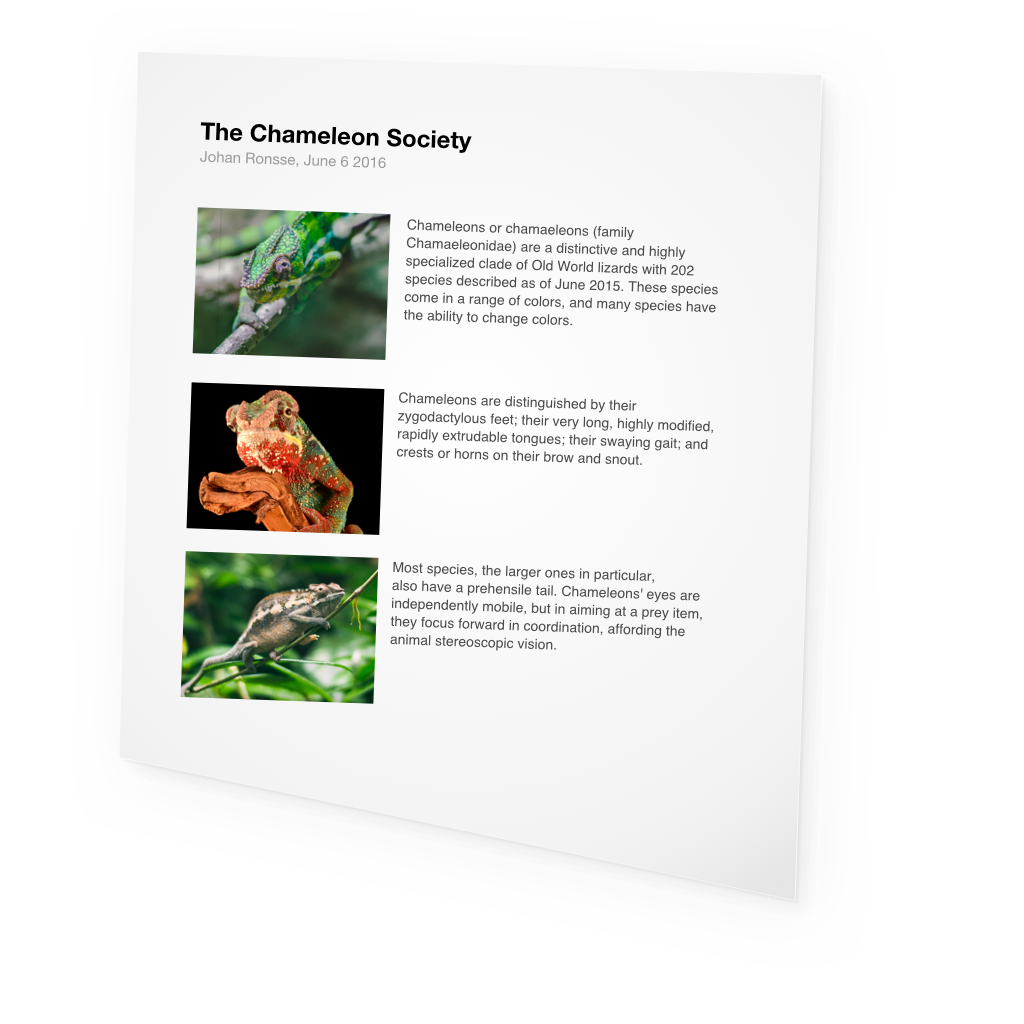 The Chameleon Society
Johan Ronsse, June 6 2016
Chameleons or chamaeleons (family
Chamaeleonidae) are a distinctive and highly
specialized clade of Old World lizards with 202
species described as of June 2015. These species
come in a range of colors, and many species have
the ability to change colors.
Chameleons are distinguished by their
zygodactylous feet; their very long, highly modified,
rapidly extrudable tongues; their swaying gait; and
crests or horns on their brow and snout.
Most species, the larger ones in particular,
also have a prehensile tail. Chameleons' eyes are
independently mobile, but in aiming at a prey item,
they focus forward in coordination, affording the
animal stereoscopic vision.